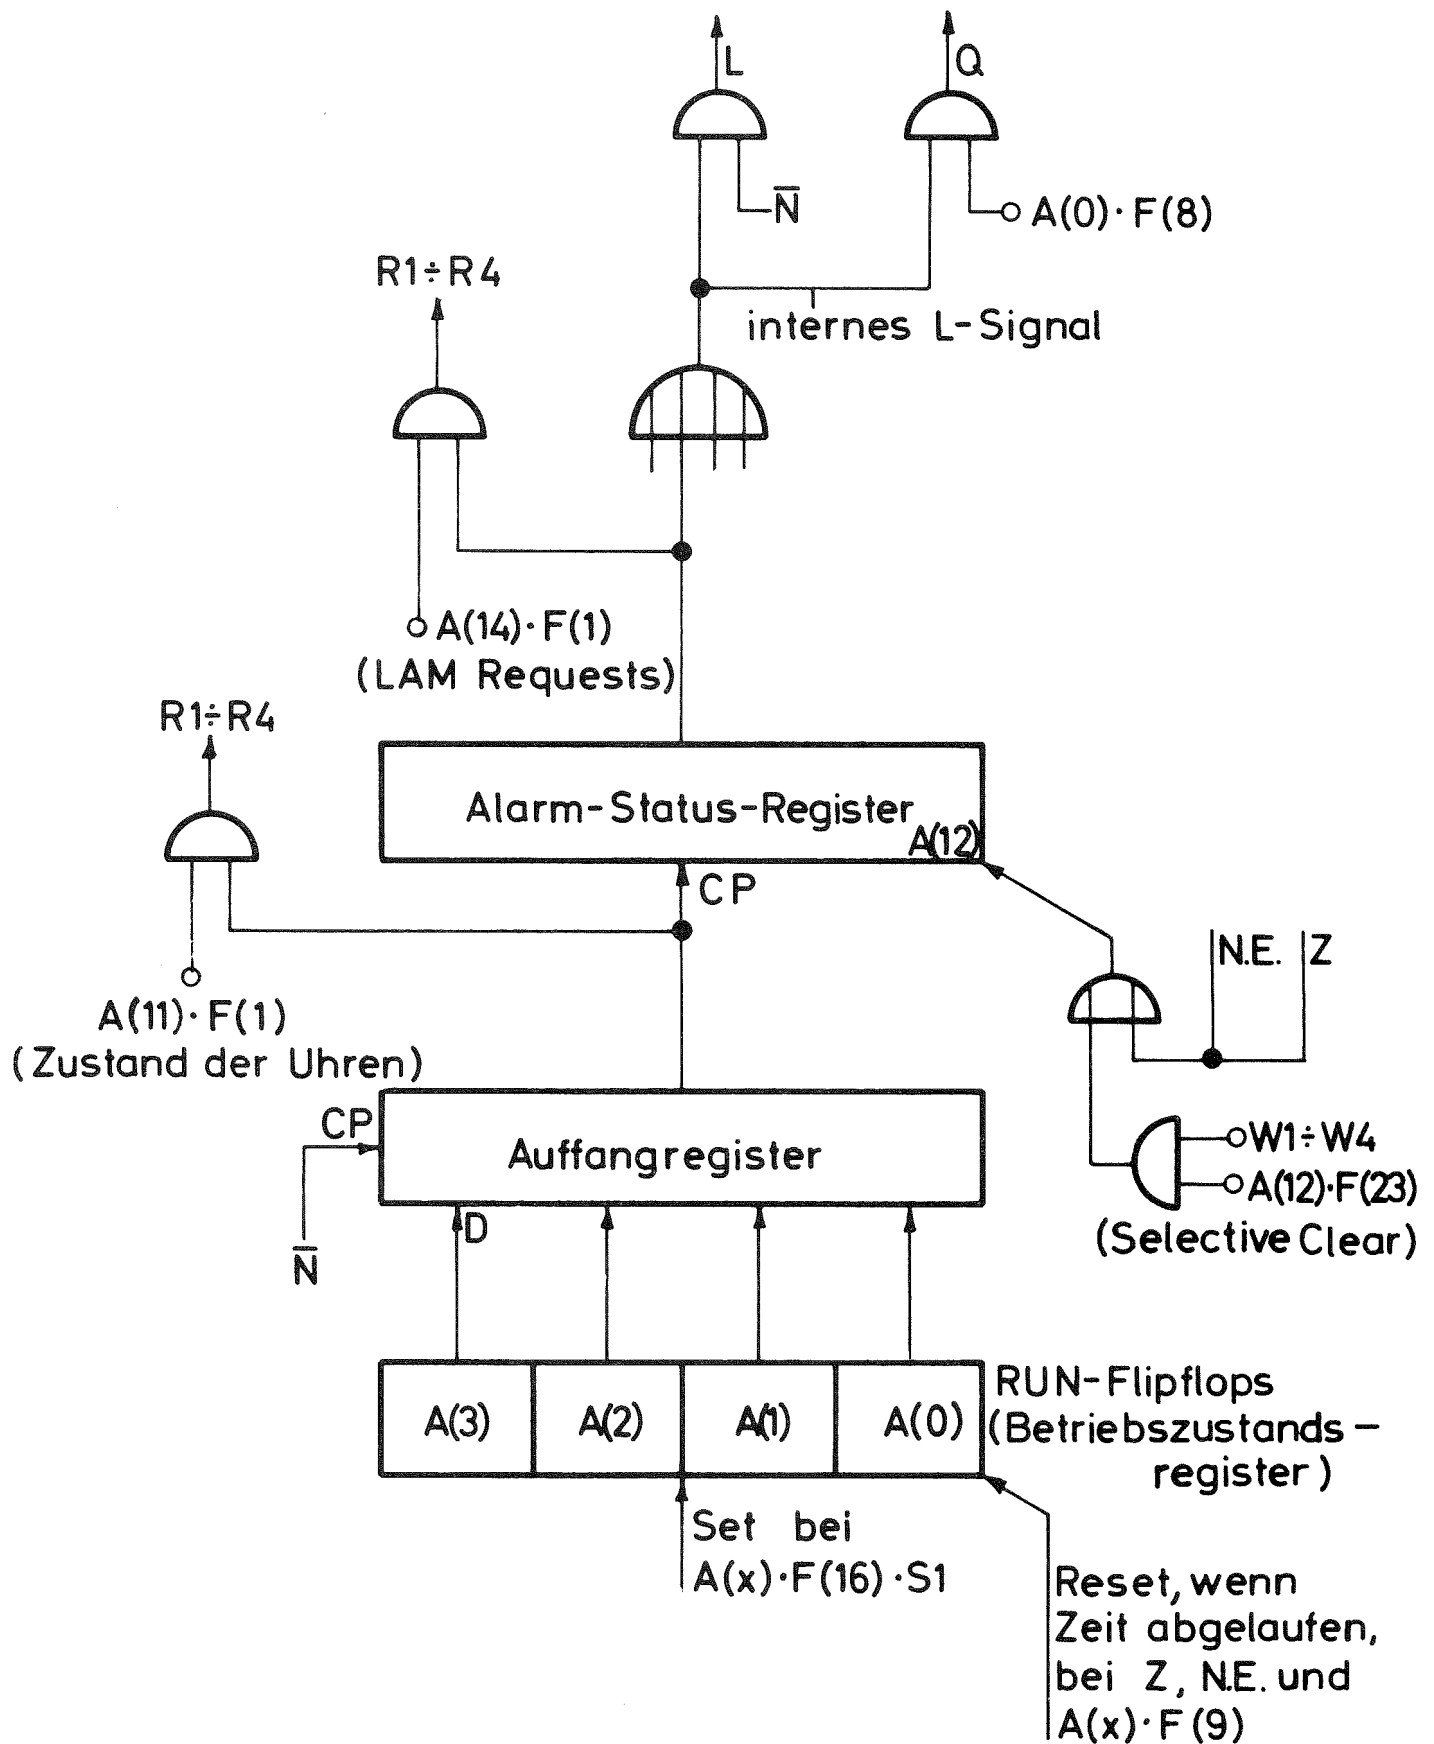 L
Q
N̅
A(0)·F(8)
R1÷R4
internes L-Signal
A(14)·F(1)
(LAM Requests)
R1÷R4
Alarm-Status-Register
A(12)
CP
N.E.
Z
A(11)·F(1)
(Zustand der Uhren)
CP
Auffangregister
W1÷W4
A(12)·F(23)
(Selective Clear)
D
N̅
A(3)
A(2)
A(1)
A(0)
RUN-Flipflops
(Betriebszustands-
register)
Set bei
A(x)·F(16)·S1
Reset, wenn
Zeit abgelaufen,
bei Z, N.E. und
A(x)·F(9)